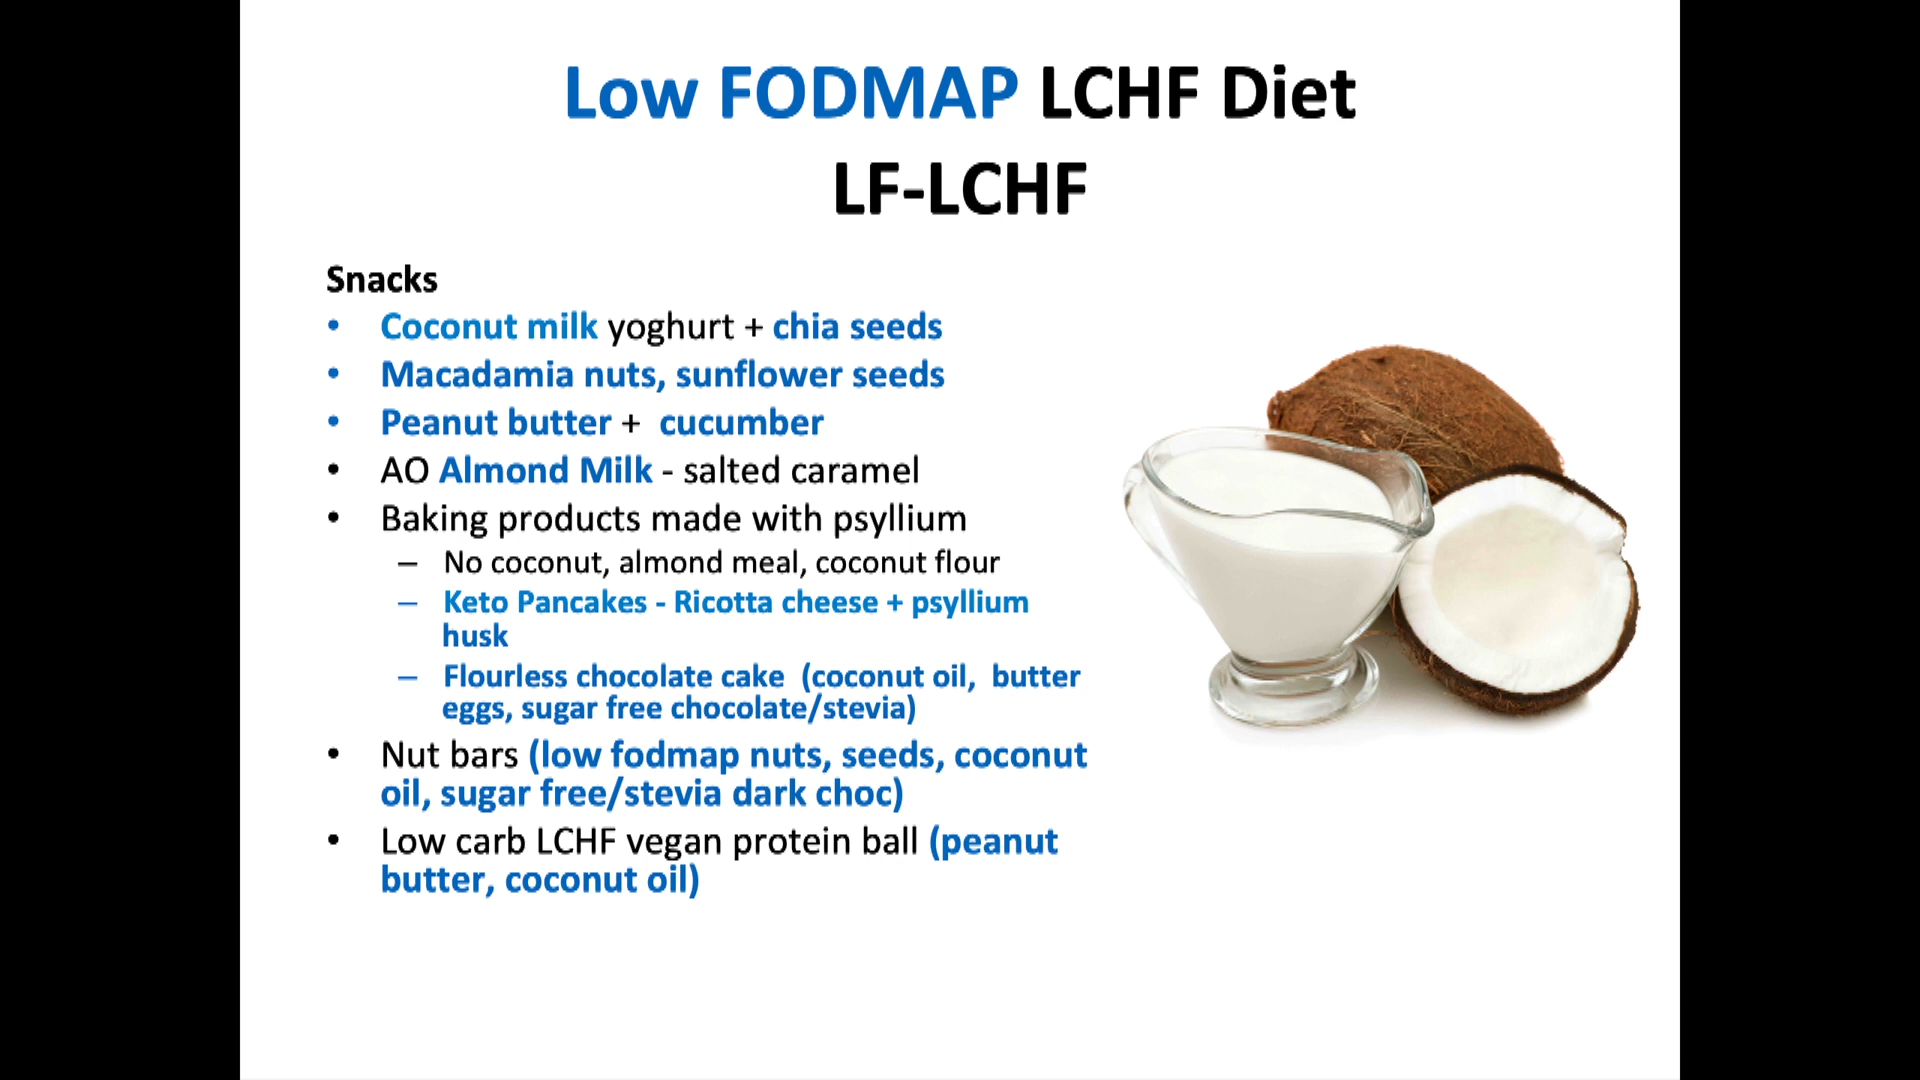 Low FODMAP LCHF Diet
LF-LCHF
Snacks
• Coconut milk yoghurt + chia seeds
• Macadamia nuts, sunflower seeds
• Peanut butter + cucumber
• AO Almond Milk - salted caramel
• Baking products made with psyllium
– No coconut, almond meal, coconut flour
– Keto Pancakes - Ricotta cheese + psyllium
husk
– Flourless chocolate cake (coconut oil, butter
eggs, sugar free chocolate/stevia)
• Nut bars (low fodmap nuts, seeds, coconut
oil, sugar free/stevia dark choc)
• Low carb LCHF vegan protein ball (peanut
butter, coconut oil)